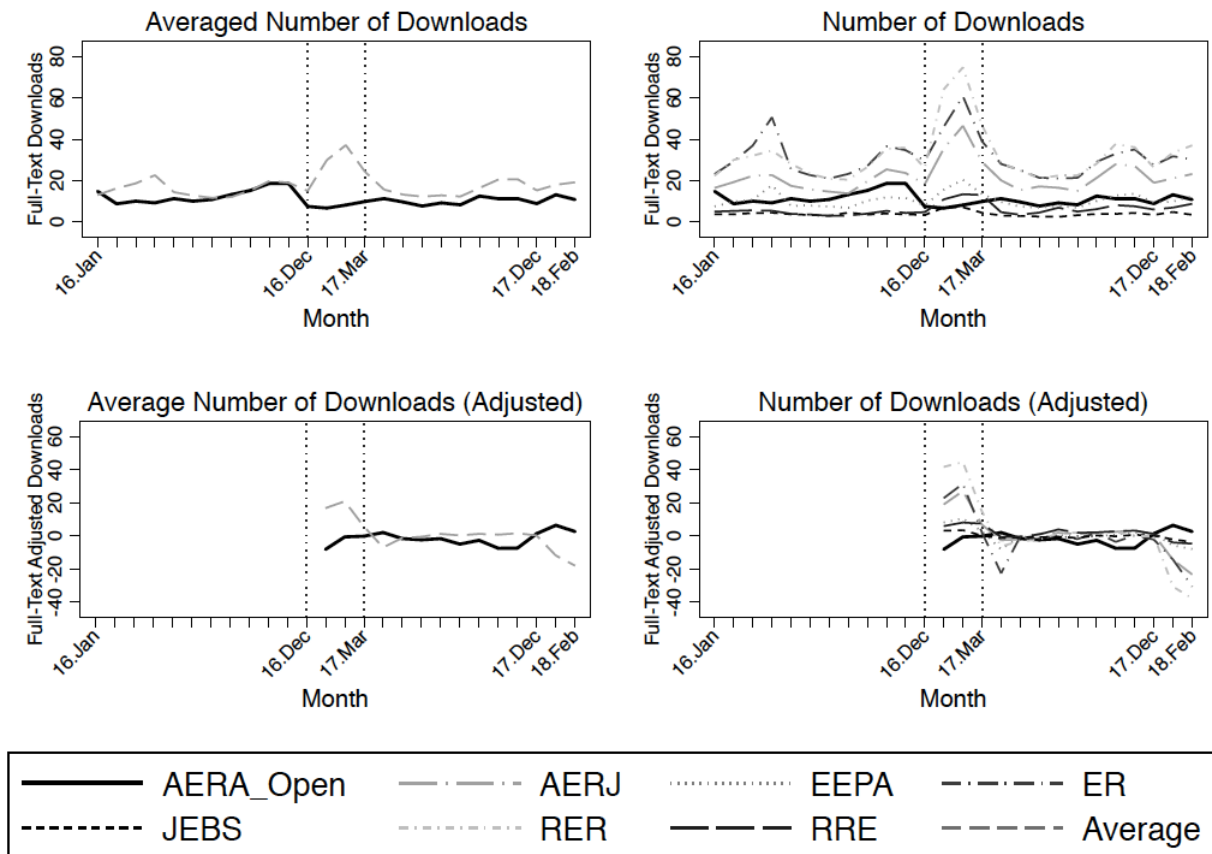 Averaged Number of Downloads
Full-Text Downloads
80
60
40
20
0
16.Jan
16.Dec
17.Mar
17.Dec
18.Feb
Month
Number of Downloads
Full-Text Downloads
80
60
40
20
0
16.Jan
16.Dec
17.Mar
17.Dec
18.Feb
Month
Average Number of Downloads (Adjusted)
Full-Text Adjusted Downloads
60
40
20
0
-20
-40
16.Jan
16.Dec
17.Mar
17.Dec
18.Feb
Month
Number of Downloads (Adjusted)
Full-Text Adjusted Downloads
60
40
20
0
-20
-40
16.Jan
16.Dec
17.Mar
17.Dec
18.Feb
Month
AERA_Open AERJ EEPA ER
JEBS RER RRE Average